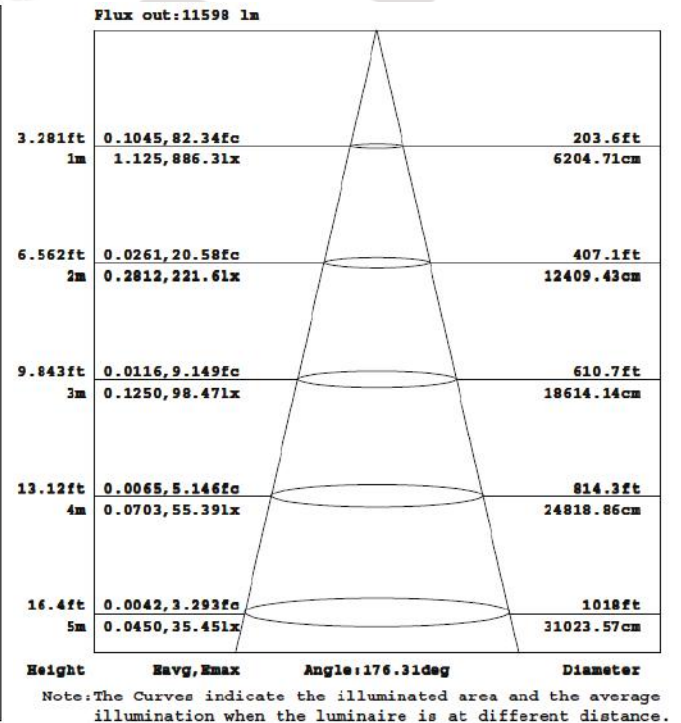 Flux out:11598 lm
3.281ft 0.1045,82.34fc 203.6ft
1m 1.125,886.3lx 6204.71cm
6.562ft 0.0261,20.58fc 407.1ft
2m 0.2812,221.6lx 12409.43cm
9.843ft 0.0116,9.149fc 610.7ft
3m 0.1250,98.47lx 18614.14cm
13.12ft 0.0065,5.146fc 814.3ft
4m 0.0703,55.39lx 24818.86cm
16.4ft 0.0042,3.293fc 1018ft
5m 0.0450,35.45lx 31023.57cm
Height Eavg,Emax Angle:176.31deg Diameter
Note:The Curves indicate the illuminated area and the average
illumination when the luminaire is at different distance.